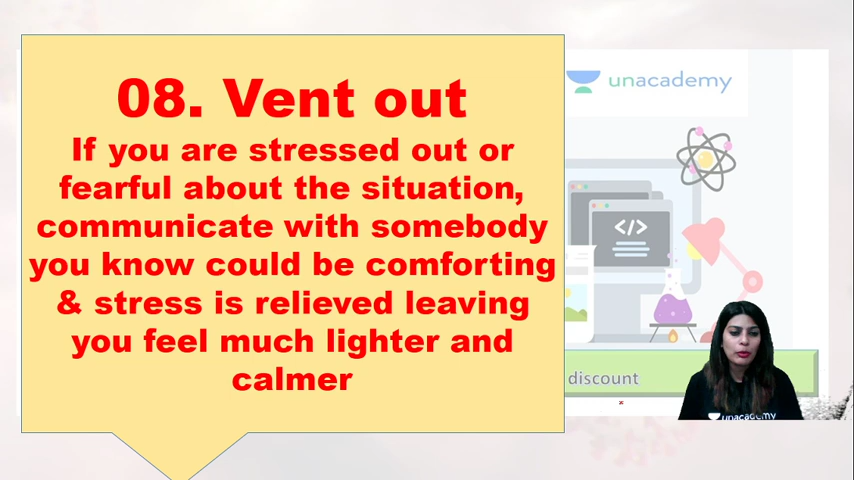 08. Vent out
If you are stressed out or
fearful about the situation,
communicate with somebody
you know could be comforting
& stress is relieved leaving
you feel much lighter and
calmer
unacademy
</>
discount
unacademy